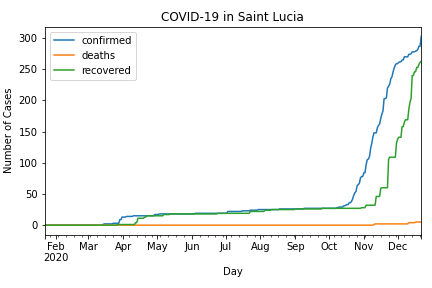 COVID-19 in Saint Lucia
confirmed
deaths
recovered
Number of Cases
300
250
200
150
100
50
0
Feb Mar Apr May Jun Jul Aug Sep Oct Nov Dec
2020
Day